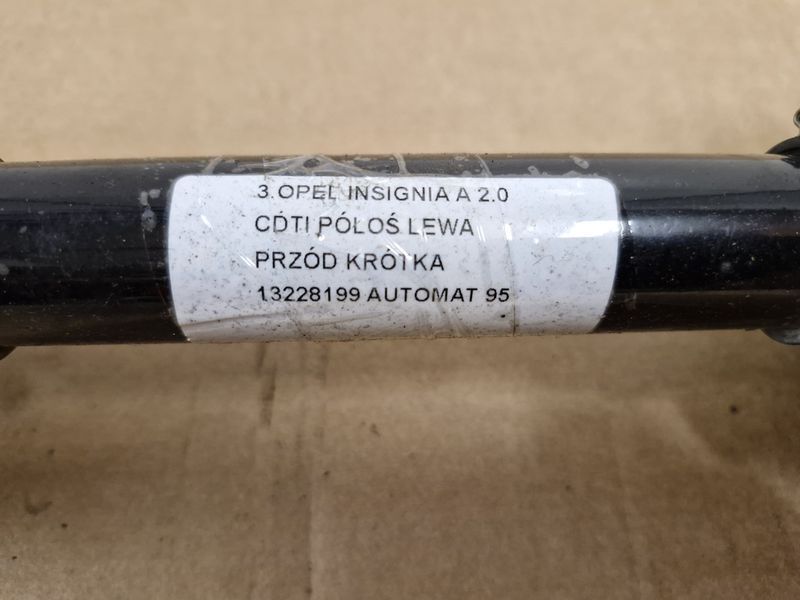 3.OPEL INSIGNIA A 2.0
CDTI PÓŁOŚ LEWA
PRZÓD KRÓTKA
13228199 AUTOMAT 95